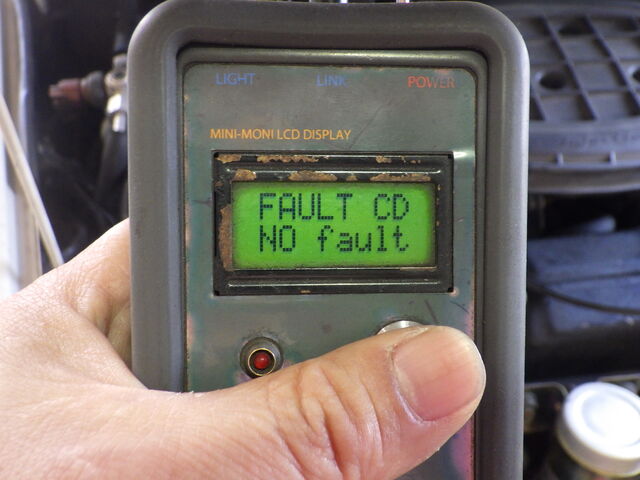 LIGHT LINK POWER
MINI-MONI LCD DISPLAY
FAULT CD
NO fault